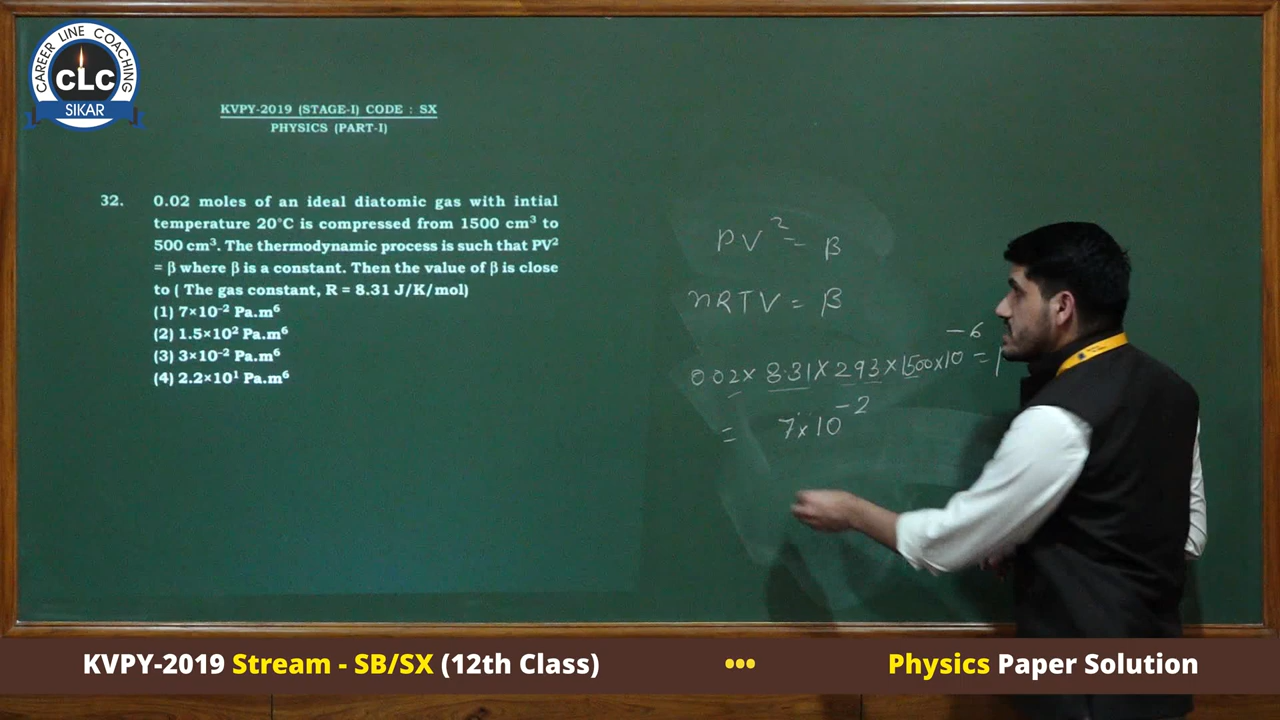 CAREER LINE COACHING
CLC
SIKAR
KVPY-2019 (STAGE-I) CODE : SX
PHYSICS (PART-I)
32. 0.02 moles of an ideal diatomic gas with intial
temperature 20°C is compressed from 1500 cm³ to
500 cm³. The thermodynamic process is such that PV²
= β where β is a constant. Then the value of β is close
to ( The gas constant, R = 8.31 J/K/mol)
(1) 7×10⁻² Pa.m⁶
(2) 1.5×10² Pa.m⁶
(3) 3×10⁻² Pa.m⁶
(4) 2.2×10¹ Pa.m⁶
PV² = β
nRTV = β
0.02 × 8.31 × 293 × 1500 × 10⁻⁶ =
= 7×10⁻²
KVPY-2019 Stream - SB/SX (12th Class) ••• Physics Paper Solution